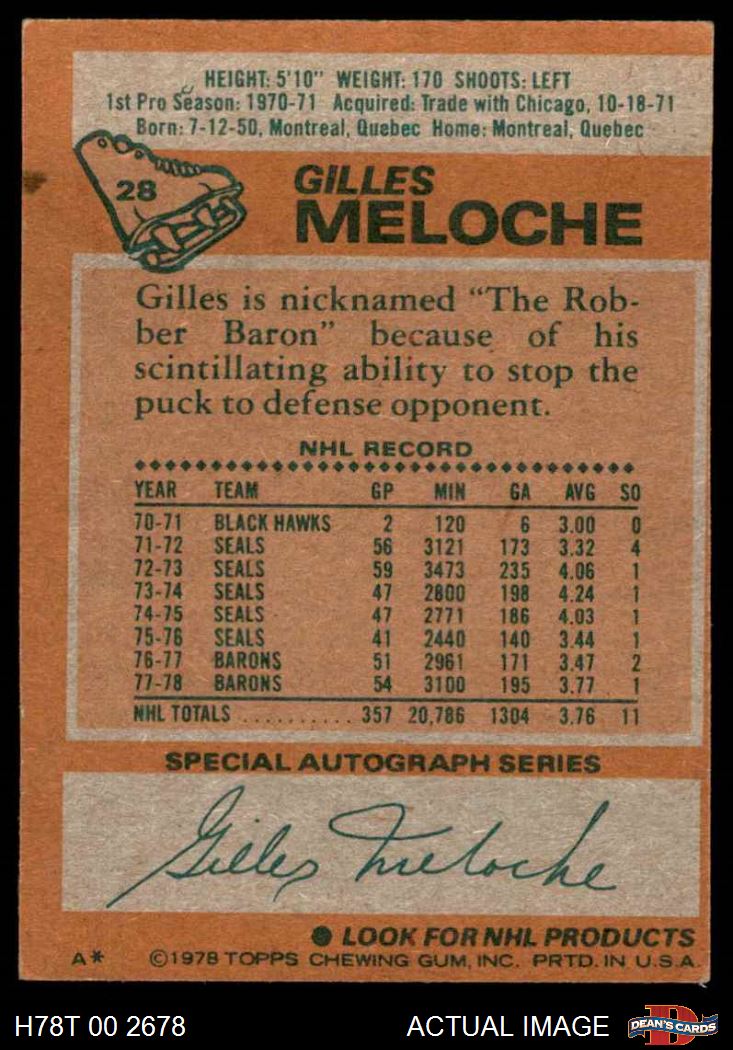 HEIGHT: 5'10" WEIGHT: 170 SHOOTS: LEFT
1st Pro Season: 1970-71 Acquired: Trade with Chicago, 10-18-71
Born: 7-12-50, Montreal, Quebec Home: Montreal, Quebec
28
GILLES
MELOCHE
Gilles is nicknamed "The Rob-
ber Baron" because of his
scintillating ability to stop the
puck to defense opponent.
NHL RECORD
YEAR TEAM GP MIN GA AVG SO
70-71 BLACK HAWKS 2 120 6 3.00 0
71-72 SEALS 56 3121 173 3.32 4
72-73 SEALS 59 3473 235 4.06 1
73-74 SEALS 47 2800 198 4.24 1
74-75 SEALS 47 2771 186 4.03 1
75-76 SEALS 41 2440 140 3.44 1
76-77 BARONS 51 2961 171 3.47 2
77-78 BARONS 54 3100 195 3.77 1
NHL TOTALS .......... 357 20,786 1304 3.76 11
SPECIAL AUTOGRAPH SERIES
Gilles Meloche
● LOOK FOR NHL PRODUCTS
A* ©1978 TOPPS CHEWING GUM, INC. PRTD. IN U.S.A.
H78T 00 2678 ACTUAL IMAGE D DEAN'S CARDS